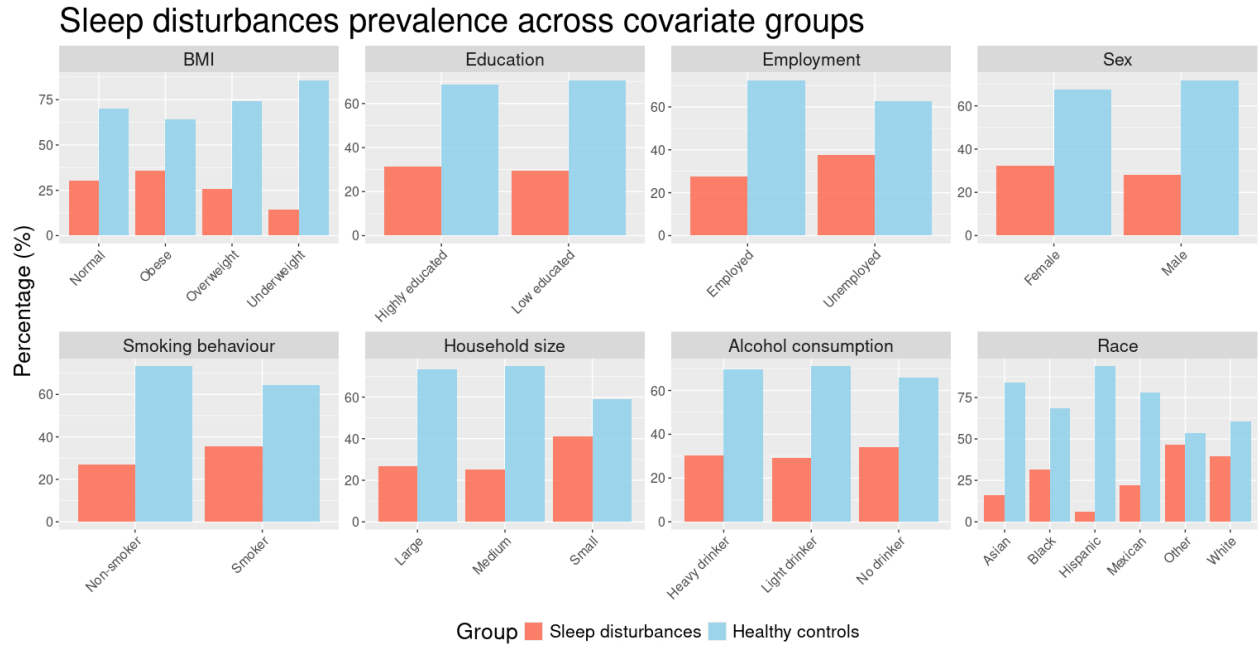 Sleep disturbances prevalence across covariate groups
Percentage (%)
BMI
75
50
25
0
Normal
Obese
Overweight
Underweight
Education
60
40
20
0
Highly educated
Low educated
Employment
60
40
20
0
Employed
Unemployed
Sex
60
40
20
0
Female
Male
Smoking behaviour
60
40
20
0
Non-smoker
Smoker
Household size
60
40
20
0
Large
Medium
Small
Alcohol consumption
60
40
20
0
Heavy drinker
Light drinker
No drinker
Race
75
50
25
0
Asian
Black
Hispanic
Mexican
Other
White
Group Sleep disturbances Healthy controls